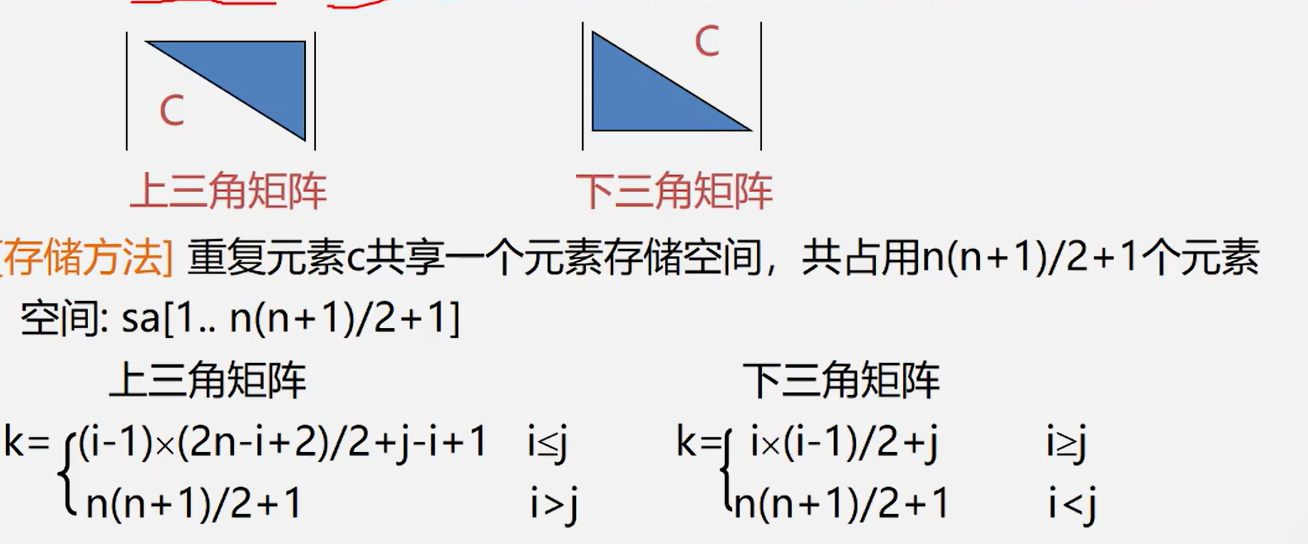 C
C
上三角矩阵
下三角矩阵
[存储方法] 重复元素c共享一个元素存储空间，共占用n(n+1)/2+1个元素
空间: sa[1.. n(n+1)/2+1]
上三角矩阵
下三角矩阵
k= { (i-1)×(2n-i+2)/2+j-i+1 i≤j
n(n+1)/2+1 i>j
k= { i×(i-1)/2+j i≥j
n(n+1)/2+1 i<j